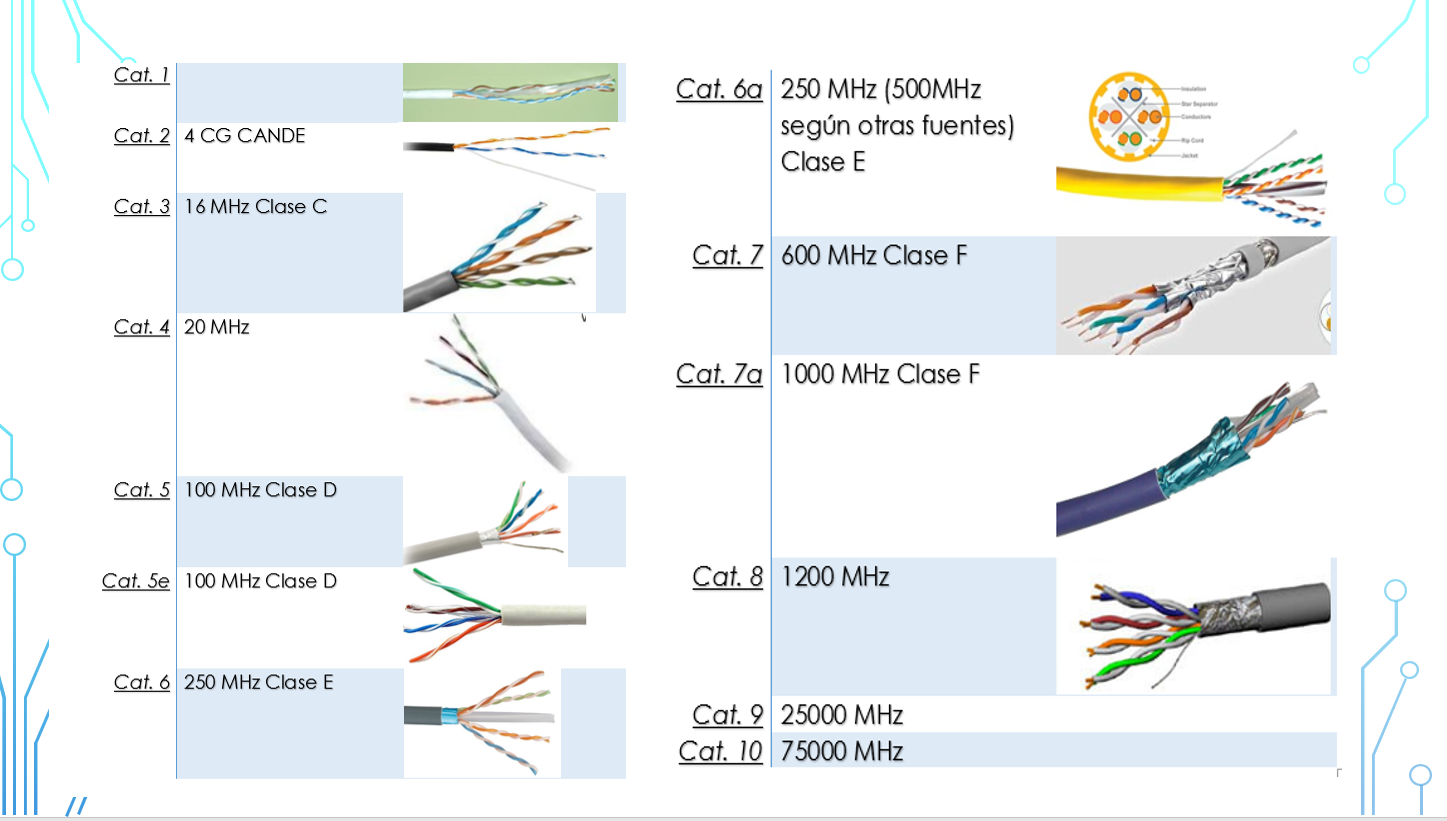 Cat. 1
Cat. 2 4 CG CANDE
Cat. 3 16 MHz Clase C
Cat. 4 20 MHz
Cat. 5 100 MHz Clase D
Cat. 5e 100 MHz Clase D
Cat. 6 250 MHz Clase E
Cat. 6a 250 MHz (500MHz
según otras fuentes)
Clase E
Insulation
Star Separator
Conductors
Rip Cord
Jacket
Cat. 7 600 MHz Clase F
Cat. 7a 1000 MHz Clase F
Cat. 8 1200 MHz
Cat. 9 25000 MHz
Cat. 10 75000 MHz